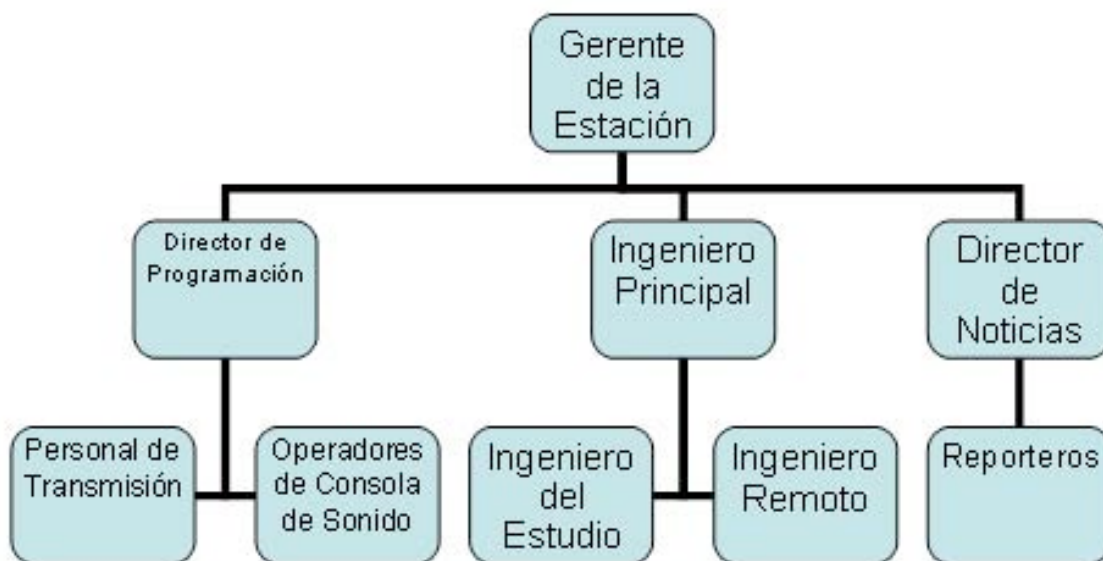 Gerente
de la
Estación
Director de
Programación
Ingeniero
Principal
Director
de
Noticias
Personal de
Transmisión
Operadores
de Consola
de Sonido
Ingeniero
del
Estudio
Ingeniero
Remoto
Reporteros